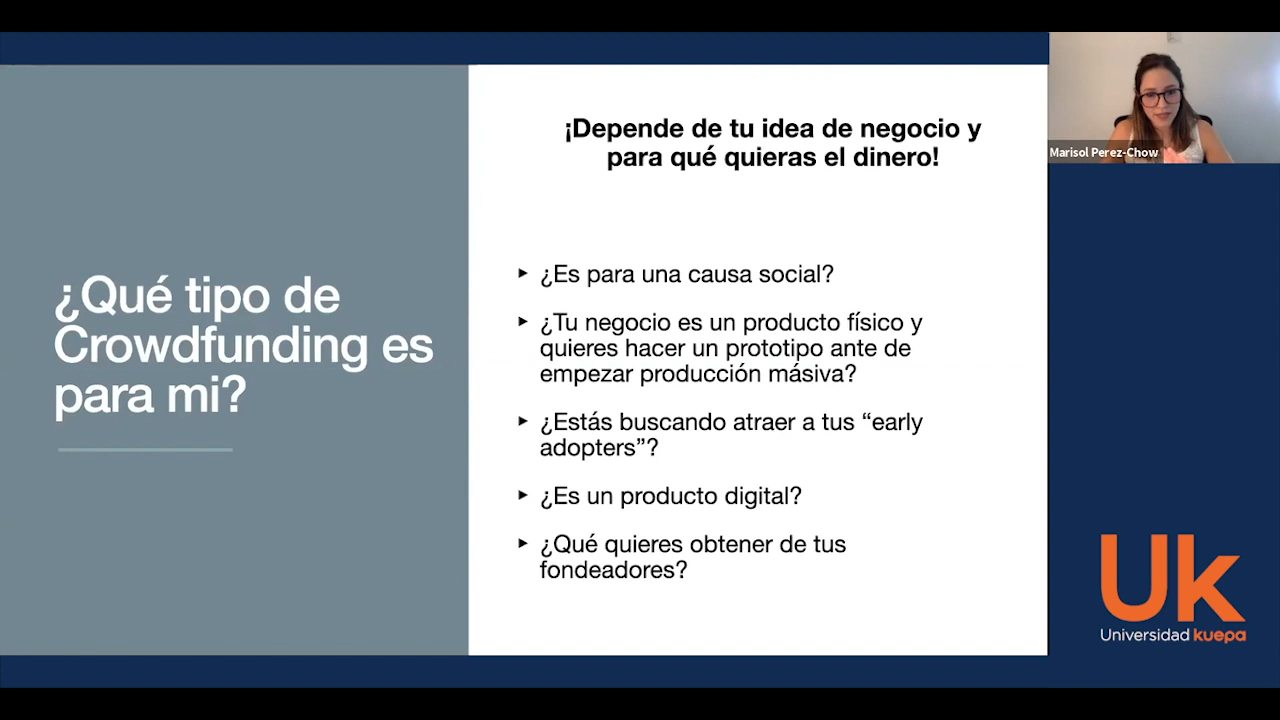 ¿Qué tipo de
Crowdfunding es
para mi?
¡Depende de tu idea de negocio y
para qué quieras el dinero!
¿Es para una causa social?
¿Tu negocio es un producto físico y
quieres hacer un prototipo ante de
empezar producción másiva?
¿Estás buscando atraer a tus “early
adopters”?
¿Es un producto digital?
¿Qué quieres obtener de tus
fondeadores?
Marisol Perez-Chow
Uk
Universidad kuepa